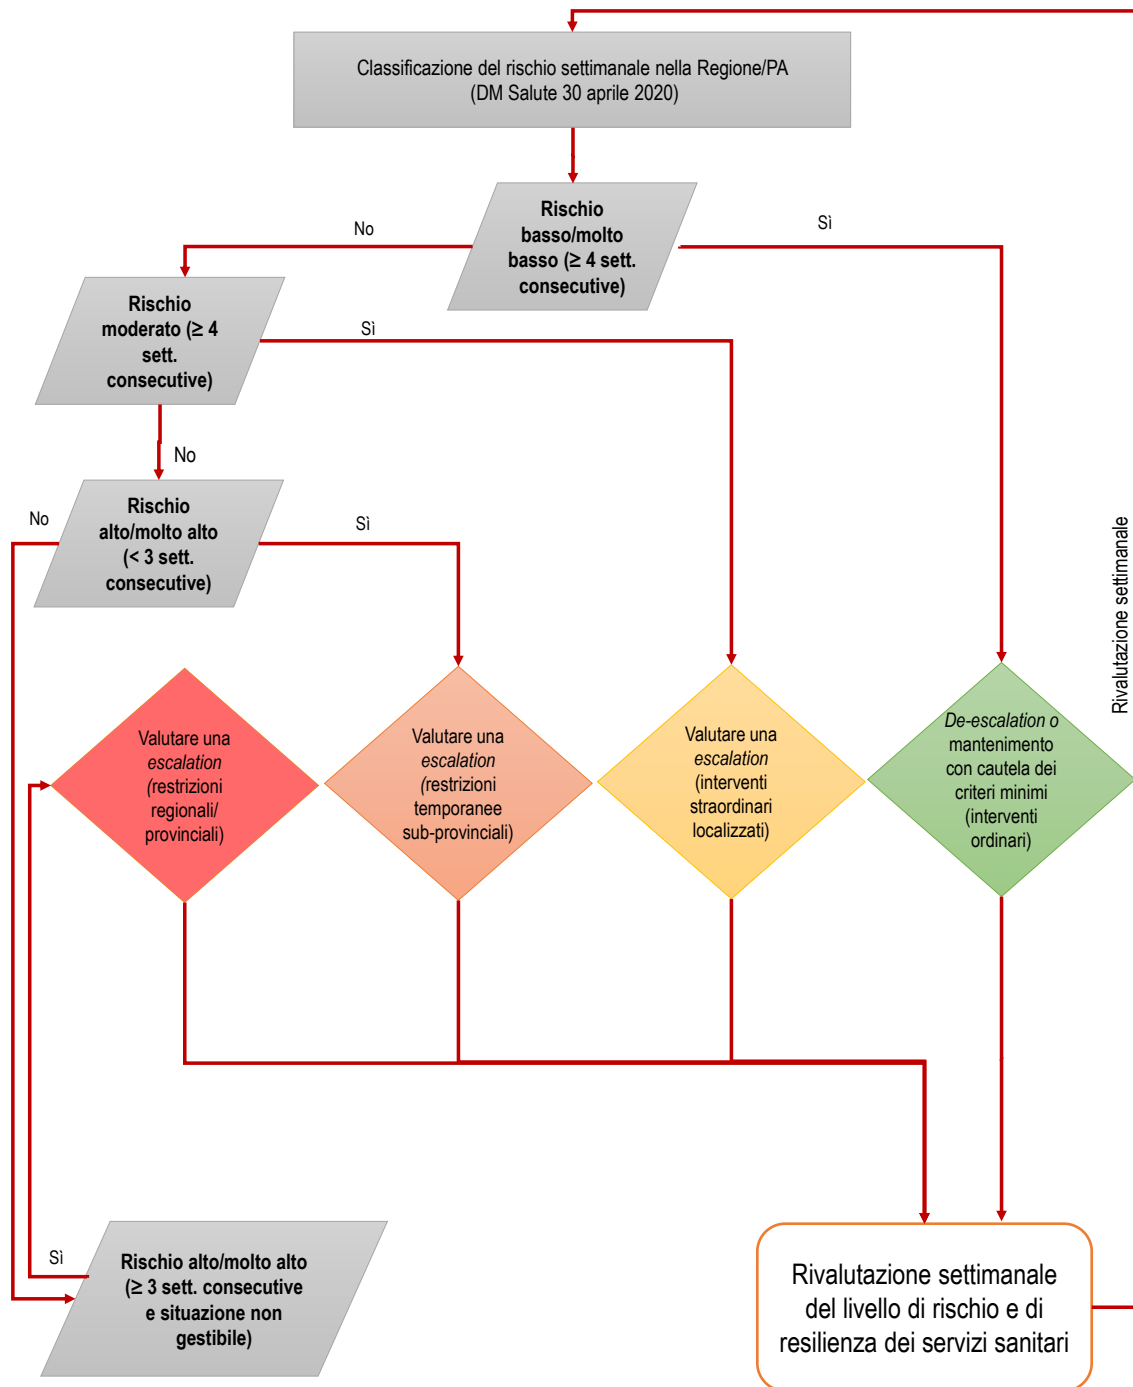 Classificazione del rischio settimanale nella Regione/PA
(DM Salute 30 aprile 2020)
Rischio
basso/molto
basso (≥ 4 sett.
consecutive)
No
Sì
Rischio
moderato (≥ 4
sett.
consecutive)
Sì
No
Rischio
alto/molto alto
(< 3 sett.
consecutive)
No
Sì
Rivalutazione settimanale
Valutare una
escalation
(restrizioni
regionali/
provinciali)
Valutare una
escalation
(restrizioni
temporanee
sub-provinciali)
Valutare una
escalation
(interventi
straordinari
localizzati)
De-escalation o
mantenimento
con cautela dei
criteri minimi
(interventi
ordinari)
Sì
Rischio alto/molto alto
(≥ 3 sett. consecutive
e situazione non
gestibile)
Rivalutazione settimanale
del livello di rischio e di
resilienza dei servizi sanitari